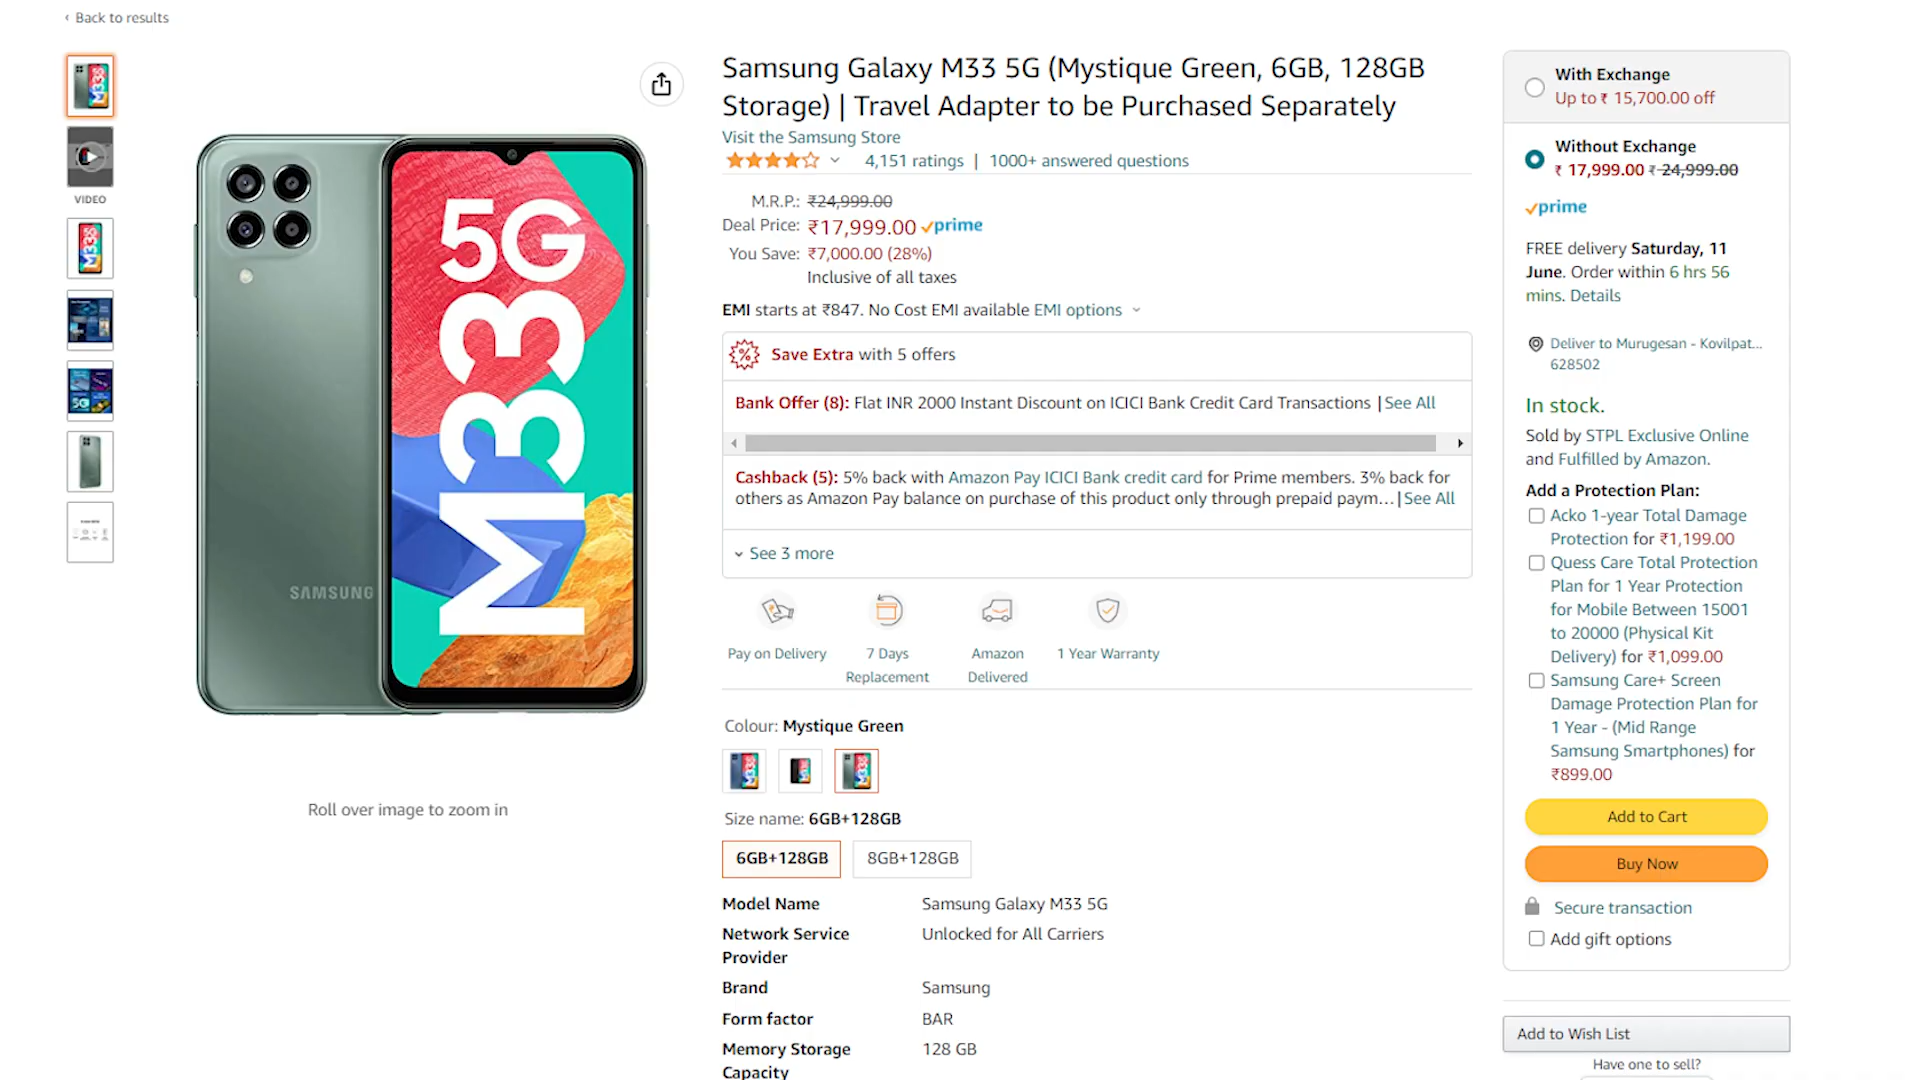 ‹ Back to results
VIDEO
5G
M33
SAMSUNG
M33 5G
Roll over image to zoom in
Samsung Galaxy M33 5G (Mystique Green, 6GB, 128GB
Storage) | Travel Adapter to be Purchased Separately
Visit the Samsung Store
4,151 ratings | 1000+ answered questions
M.R.P.: ₹24,999.00
Deal Price: ₹17,999.00 prime
You Save: ₹7,000.00 (28%)
Inclusive of all taxes
EMI starts at ₹847. No Cost EMI available EMI options
Save Extra with 5 offers
Bank Offer (8): Flat INR 2000 Instant Discount on ICICI Bank Credit Card Transactions | See All
Cashback (5): 5% back with Amazon Pay ICICI Bank credit card for Prime members. 3% back for
others as Amazon Pay balance on purchase of this product only through prepaid paym… | See All
See 3 more
Pay on Delivery
7 Days
Replacement
Amazon
Delivered
1 Year Warranty
Colour: Mystique Green
Size name: 6GB+128GB
6GB+128GB
8GB+128GB
Model Name Samsung Galaxy M33 5G
Network Service Unlocked for All Carriers
Provider
Brand Samsung
Form factor BAR
Memory Storage 128 GB
Capacity
With Exchange
Up to ₹ 15,700.00 off
Without Exchange
₹ 17,999.00 ₹ 24,999.00
prime
FREE delivery Saturday, 11
June. Order within 6 hrs 56
mins. Details
Deliver to Murugesan - Kovilpat...
628502
In stock.
Sold by STPL Exclusive Online
and Fulfilled by Amazon.
Add a Protection Plan:
Acko 1-year Total Damage
Protection for ₹1,199.00
Quess Care Total Protection
Plan for 1 Year Protection
for Mobile Between 15001
to 20000 (Physical Kit
Delivery) for ₹1,099.00
Samsung Care+ Screen
Damage Protection Plan for
1 Year - (Mid Range
Samsung Smartphones) for
₹899.00
Add to Cart
Buy Now
Secure transaction
Add gift options
Add to Wish List
Have one to sell?